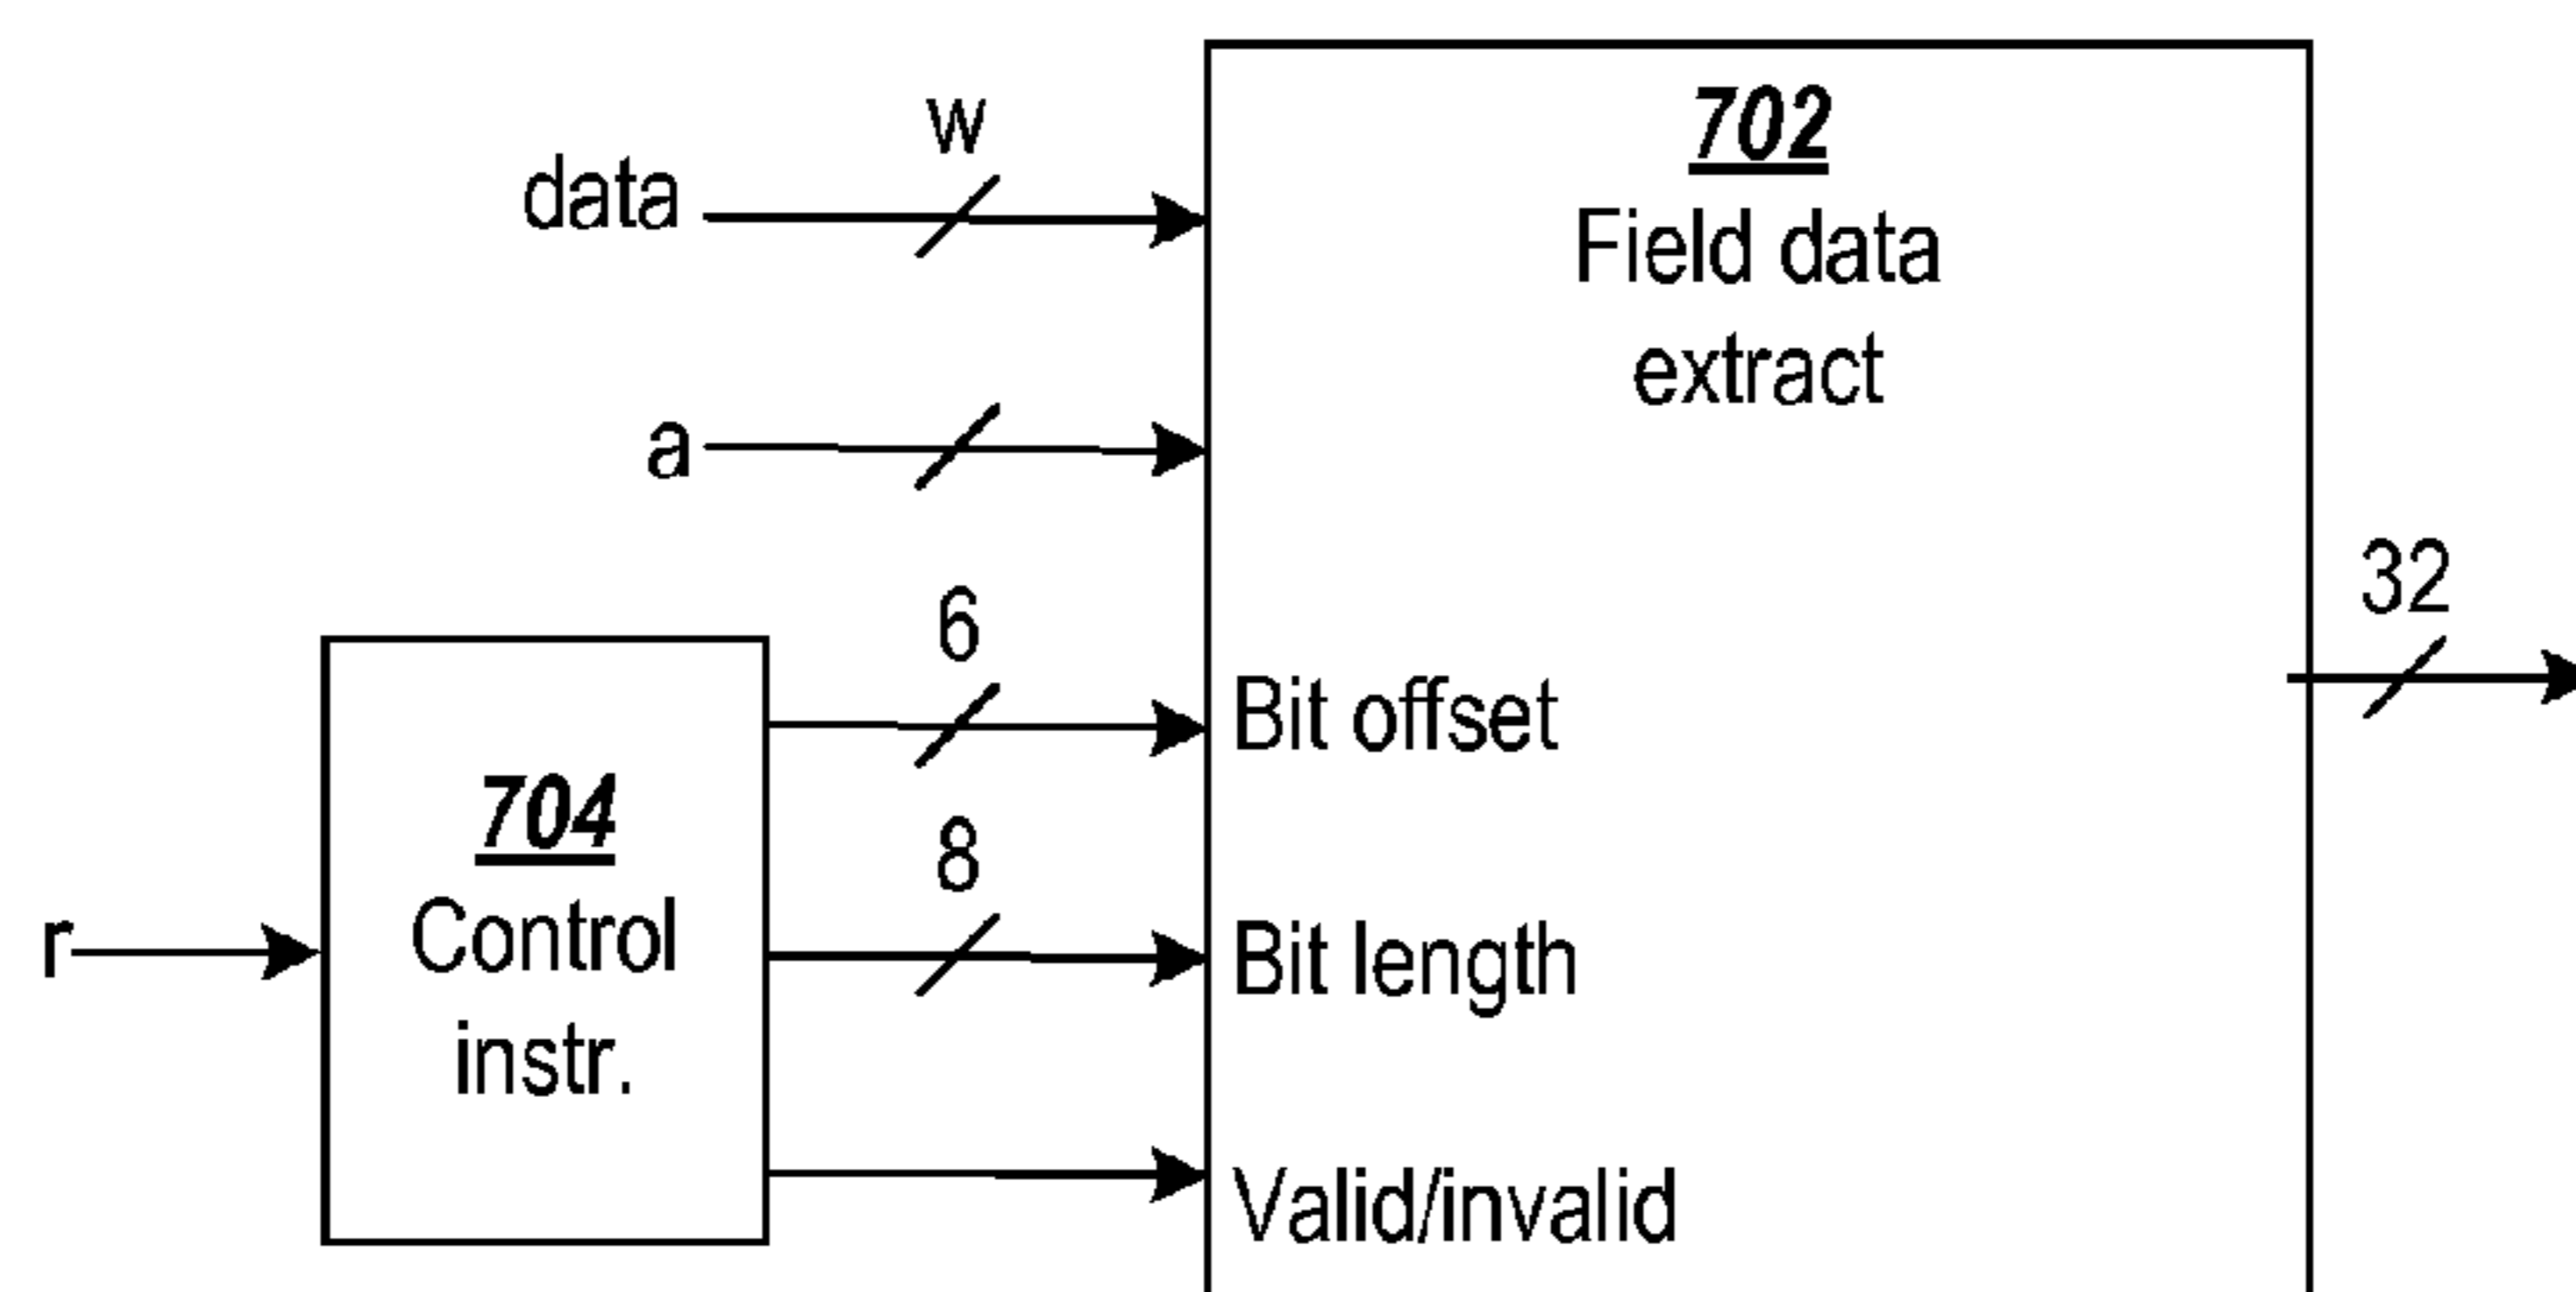 w
data
702
Field data
extract
a
6
32
Bit offset
704
Control
instr.
8
r
Bit length
Valid/invalid